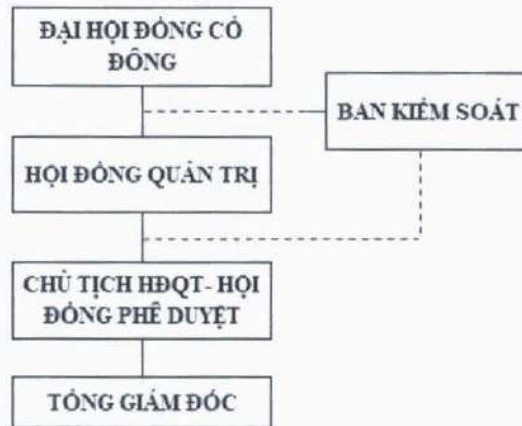 ĐẠI HỘI ĐỒNG CỔ
ĐÔNG
BAN KIỂM SOÁT
HỘI ĐỒNG QUẢN TRỊ
CHỦ TỊCH HĐQT- HỘI
ĐỒNG PHÊ DUYỆT
TỔNG GIÁM ĐỐC